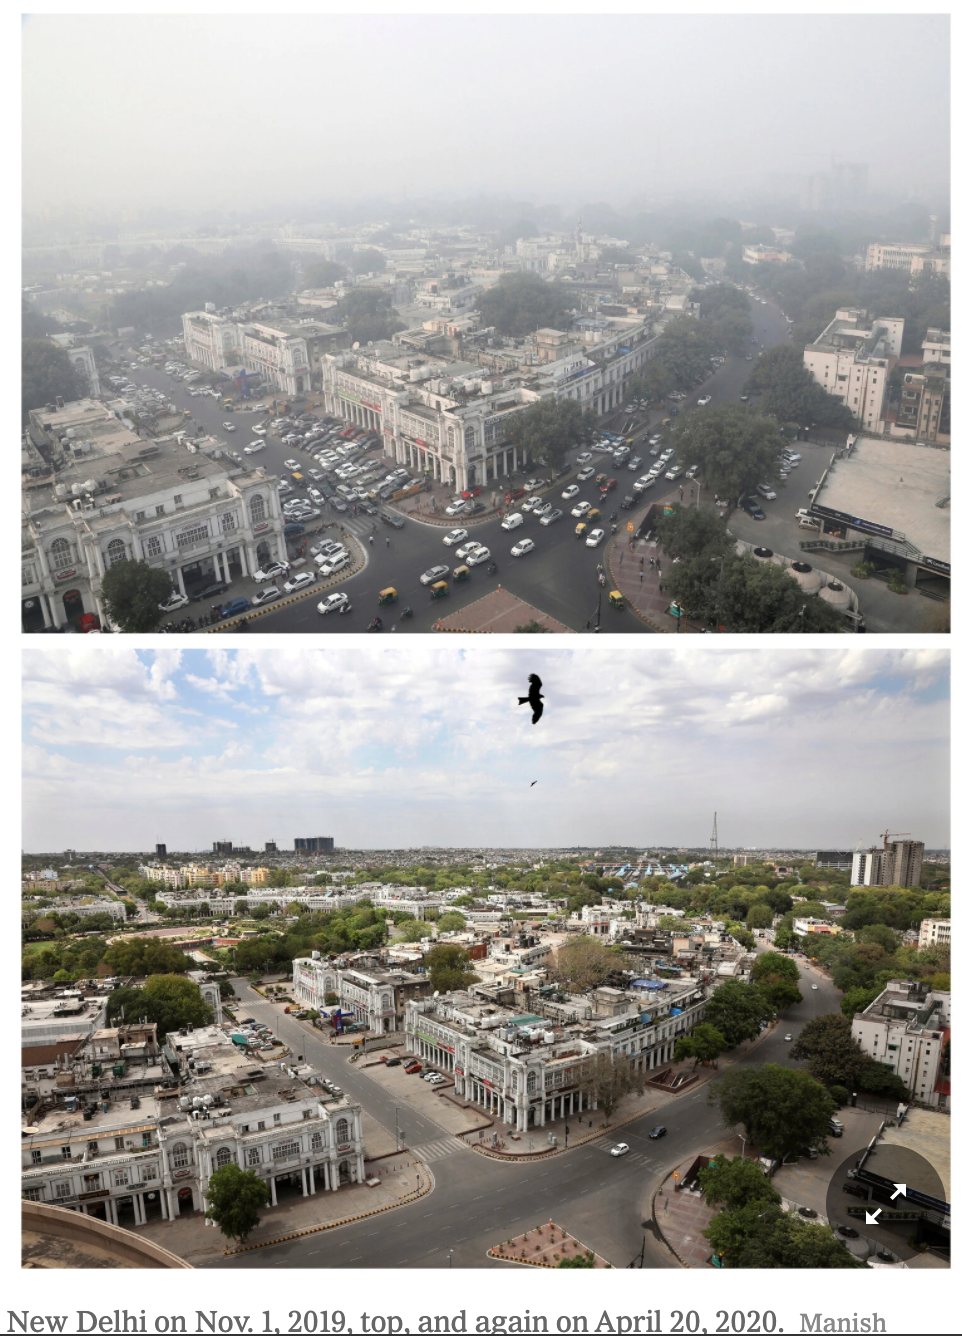 New Delhi on Nov. 1, 2019, top, and again on April 20, 2020. Manish